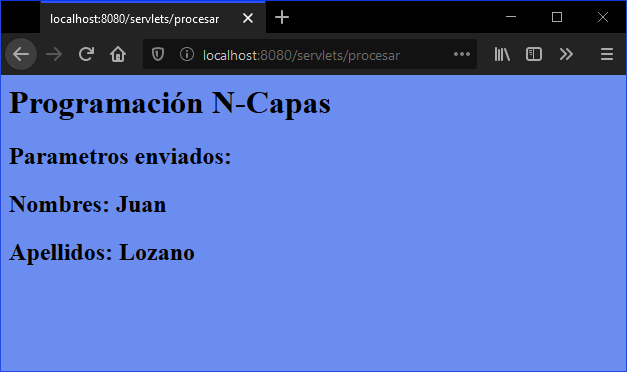 localhost:8080/servlets/procesar
localhost:8080/servlets/procesar
Programación N-Capas
Parametros enviados:
Nombres: Juan
Apellidos: Lozano